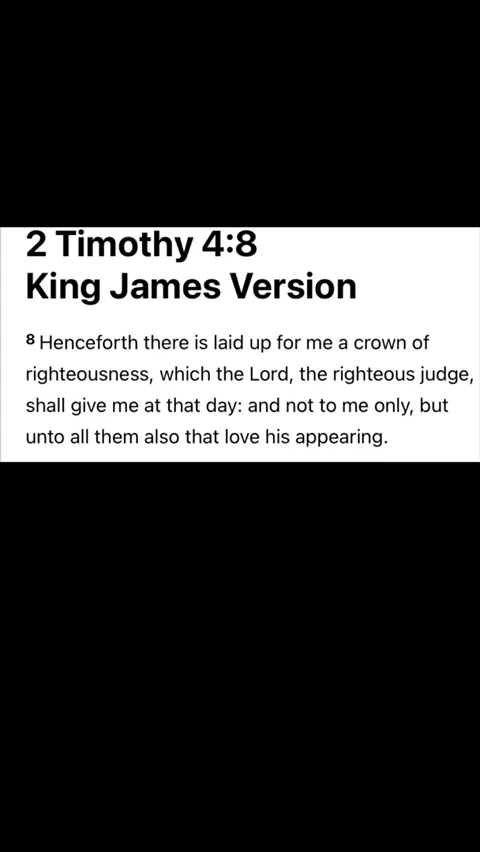 2 Timothy 4:8
King James Version
8 Henceforth there is laid up for me a crown of
righteousness, which the Lord, the righteous judge,
shall give me at that day: and not to me only, but
unto all them also that love his appearing.